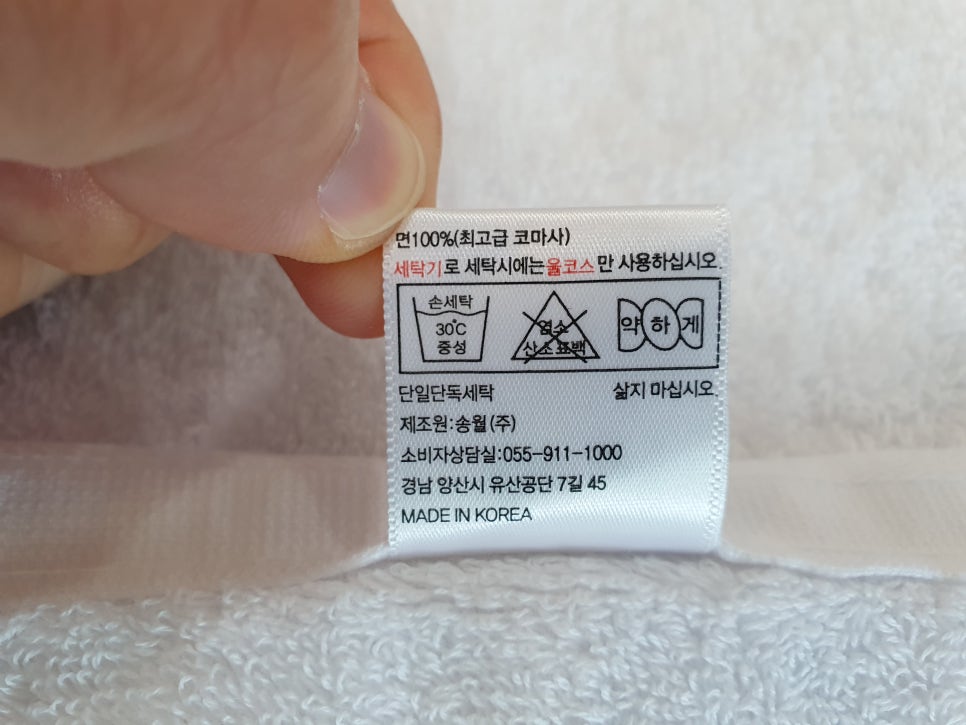 면100%(최고급 코마사)
세탁기로 세탁시에는 울코스만 사용하십시오.
손세탁
30℃
중성
염소
산소표백
약하게
단일단독세탁 삶지 마십시오.
제조원:송월(주)
소비자상담실:055-911-1000
경남 양산시 유산공단 7길 45
MADE IN KOREA